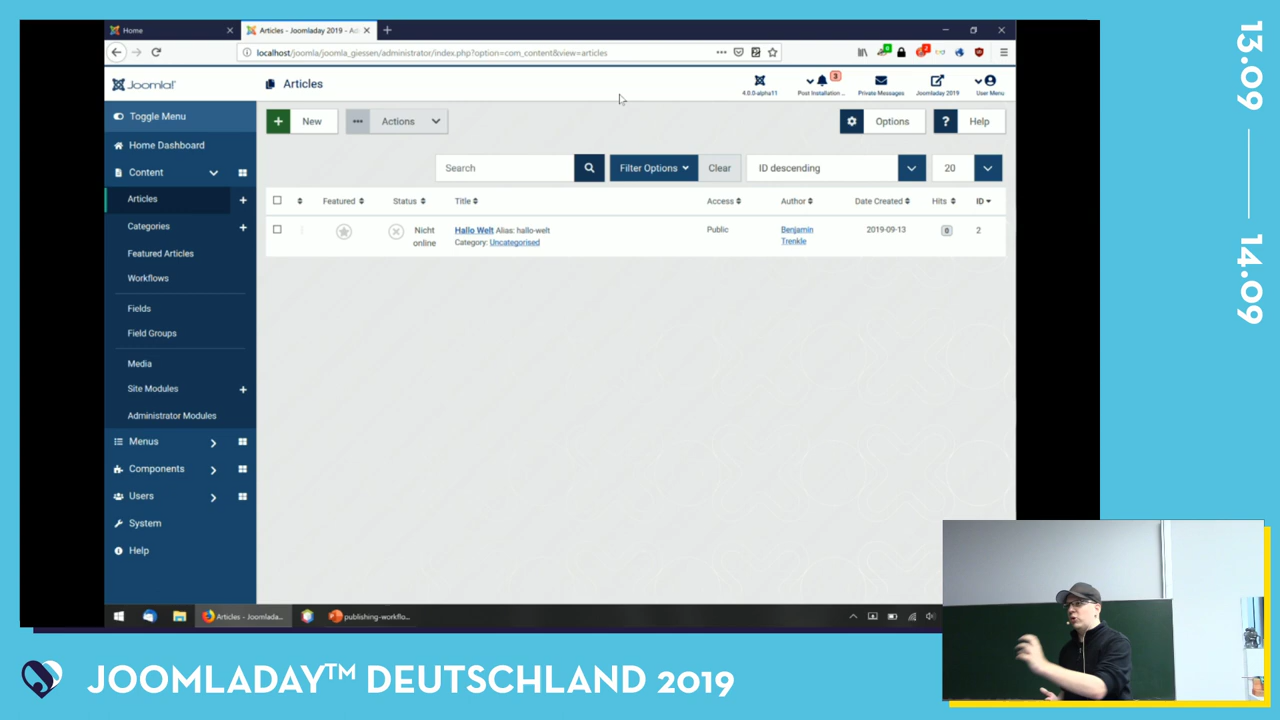 Home
Articles - Joomladay 2019 - Ad
localhost/joomla/joomla_giessen/administrator/index.php?option=com_content&view=articles
0
2
Joomla!
Articles
4.0.0-alpha11
3
Post Installation ...
Private Messages
Joomladay 2019
User Menu
Toggle Menu
New
Actions
Options
? Help
Home Dashboard
Content
Search
Filter Options
Clear
ID descending
20
Articles
Featured
Status
Title
Access
Author
Date Created
Hits
ID
Categories
Nicht online
Hallo Welt Alias: hallo-welt
Category: Uncategorised
Public
Benjamin Trenkle
2019-09-13
0
2
Featured Articles
Workflows
Fields
Field Groups
Media
Site Modules
Administrator Modules
Menus
Components
Users
System
Help
Articles - Joomlada...
publishing-workflo...
13.09
14.09
JOOMLADAY™ DEUTSCHLAND 2019